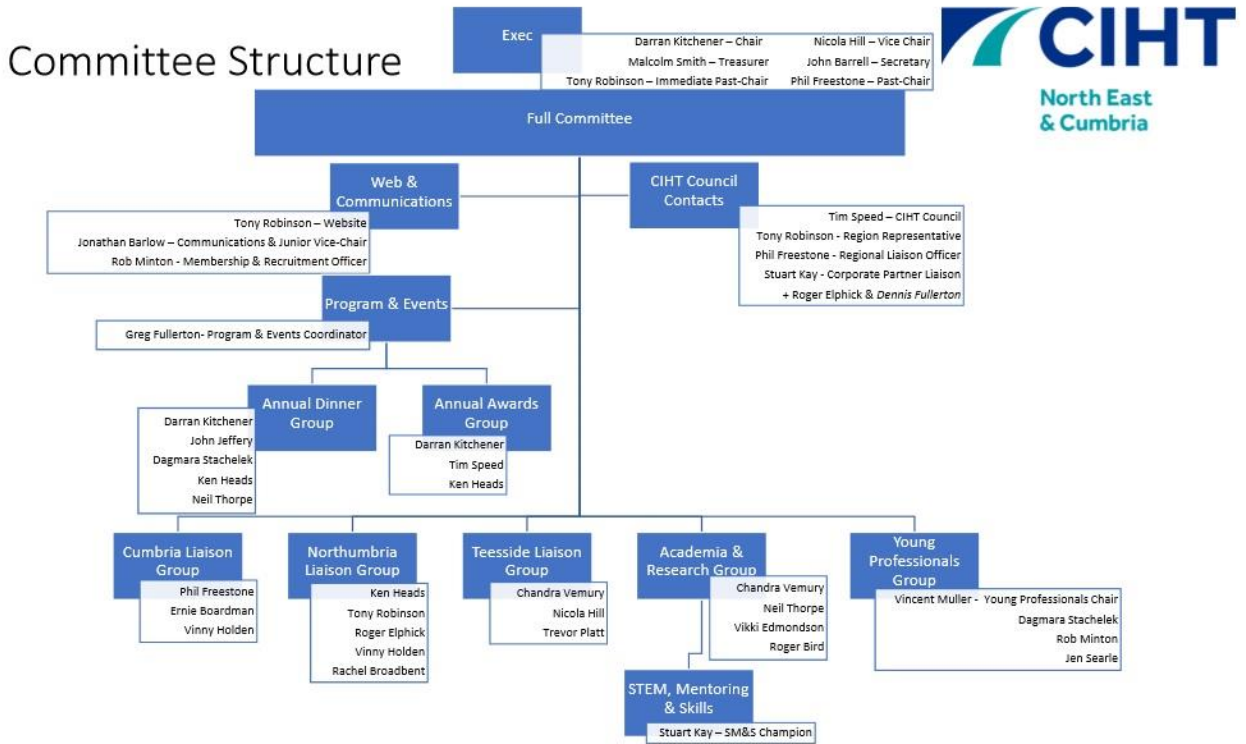 Committee Structure
Exec
Darran Kitchener – Chair
Nicola Hill – Vice Chair
Malcolm Smith – Treasurer
John Barrell – Secretary
Tony Robinson – Immediate Past-Chair
Phil Freestone – Past-Chair
CIHT
North East
& Cumbria
Full Committee
Web &
Communications
Tony Robinson – Website
Jonathan Barlow – Communications & Junior Vice-Chair
Rob Minton - Membership & Recruitment Officer
CIHT Council
Contacts
Tim Speed – CIHT Council
Tony Robinson - Region Representative
Phil Freestone - Regional Liaison Officer
Stuart Kay - Corporate Partner Liaison
+ Roger Elphick & Dennis Fullerton
Program & Events
Greg Fullerton- Program & Events Coordinator
Annual Dinner
Group
Darran Kitchener
John Jeffery
Dagmara Stachelek
Ken Heads
Neil Thorpe
Annual Awards
Group
Darran Kitchener
Tim Speed
Ken Heads
Cumbria Liaison
Group
Phil Freestone
Ernie Boardman
Vinny Holden
Northumbria
Liaison Group
Ken Heads
Tony Robinson
Roger Elphick
Vinny Holden
Rachel Broadbent
Teesside Liaison
Group
Chandra Vemury
Nicola Hill
Trevor Platt
Academia &
Research Group
Chandra Vemury
Neil Thorpe
Vikki Edmondson
Roger Bird
Young
Professionals
Group
Vincent Muller - Young Professionals Chair
Dagmara Stachelek
Rob Minton
Jen Searle
STEM, Mentoring
& Skills
Stuart Kay – SM&S Champion